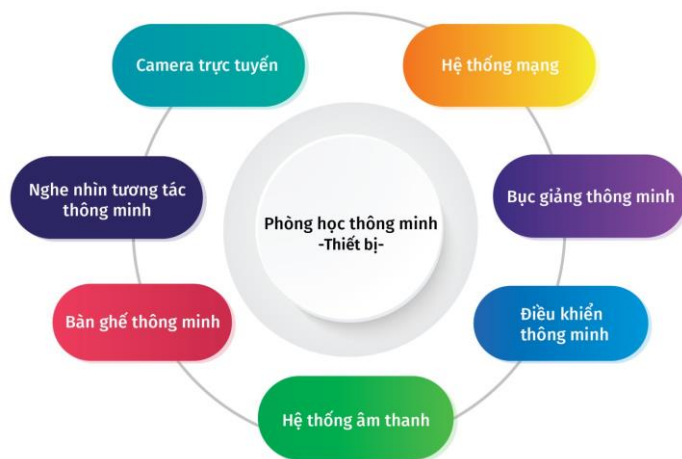 Camera trực tuyến
Hệ thống mạng
Nghe nhìn tương tác
thông minh
Bục giảng thông minh
Phòng học thông minh
-Thiết bị-
Bàn ghế thông minh
Điều khiển
thông minh
Hệ thống âm thanh